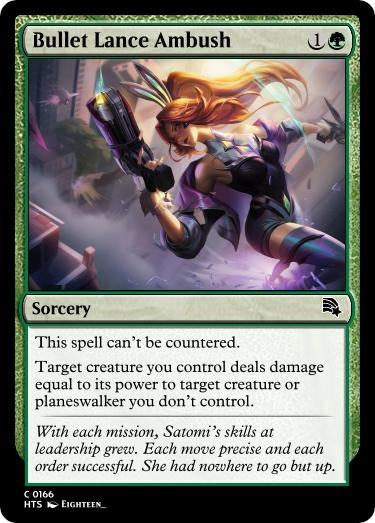 Bullet Lance Ambush 1
Sorcery
This spell can't be countered.
Target creature you control deals damage
equal to its power to target creature or
planeswalker you don't control.
With each mission, Satomi's skills at
leadership grew. Each move precise and each
order successful. She had nowhere to go but up.
C 0166
HTS Eighteen_